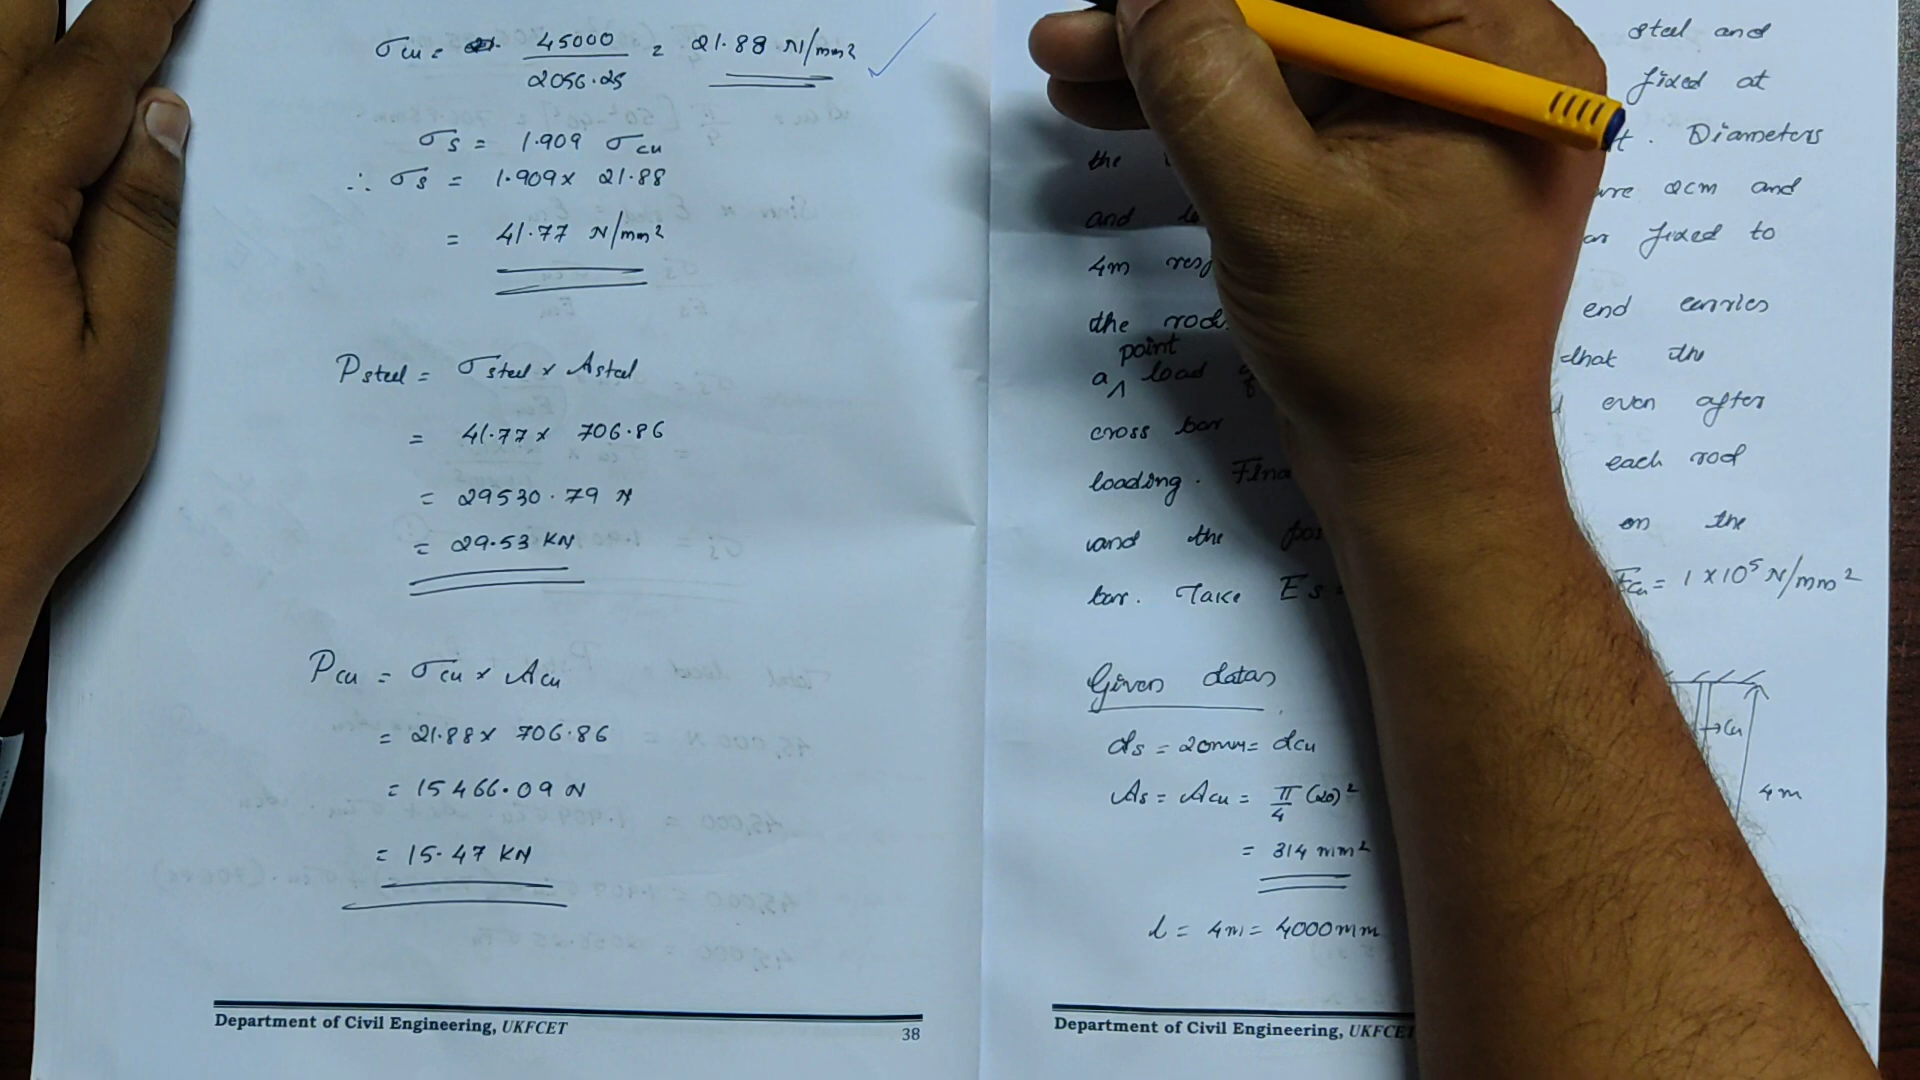 σcu = 45000 / 2056.25 = 21.88 N/mm2
σs = 1.909 σcu
∴ σs = 1.909 x 21.88
= 41.77 N/mm2
Psteel = σsteel x Asteel
= 41.77 x 706.86
= 29530.79 N
= 29.53 KN
Pcu = σcu x Acu
= 21.88 x 706.86
= 15466.09 N
= 15.47 KN
Department of Civil Engineering, UKFCET
38
steel and
fixed at
the Diameters
and are 2cm and
4m fixed to
the rod. end carries
a point load that the
cross bar even after
loading. each rod
and the on the
bar. Take Es Ecu = 1 x 10⁵ N/mm2
Given datas
ds = 20mm = dcu
As = Acu = π/4 (20)²
= 314 mm²
l = 4m = 4000mm
→ Cu
4m
Department of Civil Engineering, UKFCET